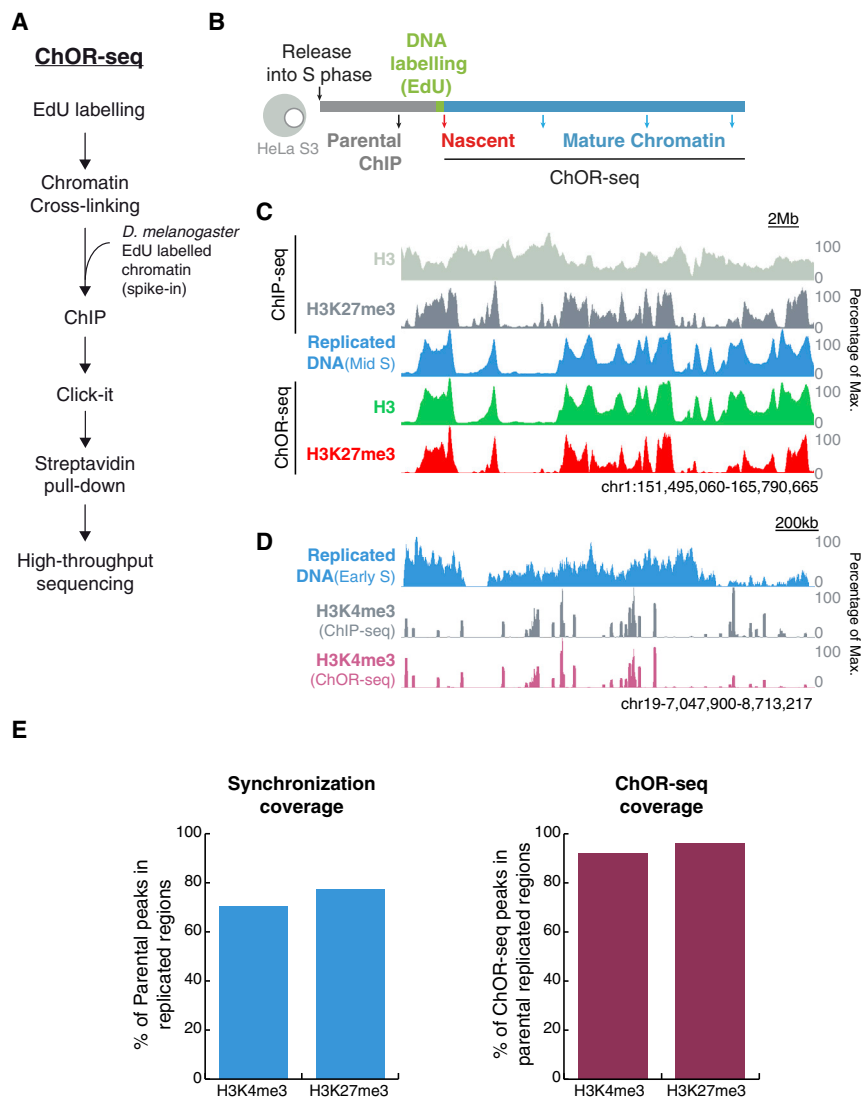 A
ChOR-seq
EdU labelling
Chromatin
Cross-linking
D. melanogaster
EdU labelled
chromatin
(spike-in)
ChIP
Click-it
Streptavidin
pull-down
High-throughput
sequencing
B
Release
into S phase
DNA
labelling
(EdU)
HeLa S3
Parental
ChIP
Nascent
Mature Chromatin
ChOR-seq
C
2Mb
ChIP-seq
H3
100
0
H3K27me3
100
0
Replicated
DNA(Mid S)
100
0
ChOR-seq
H3
100
0
H3K27me3
100
0
Percentage of Max.
chr1:151,495,060-165,790,665
D
200kb
Replicated
DNA(Early S)
100
0
H3K4me3
(ChIP-seq)
100
0
H3K4me3
(ChOR-seq)
100
0
Percentage of Max.
chr19-7,047,900-8,713,217
E
Synchronization
coverage
% of Parental peaks in
replicated regions
100
80
60
40
20
0
H3K4me3
H3K27me3
ChOR-seq
coverage
% of ChOR-seq peaks in
parental replicated regions
100
80
60
40
20
0
H3K4me3
H3K27me3